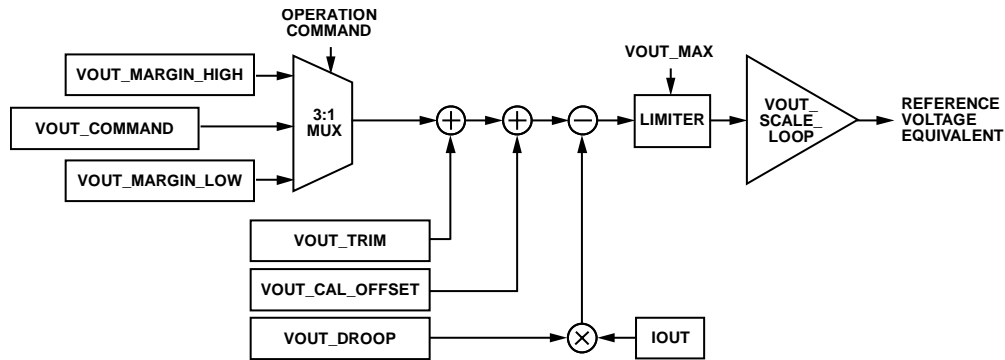 OPERATION
COMMAND
VOUT_MAX
VOUT_MARGIN_HIGH
VOUT_COMMAND
VOUT_MARGIN_LOW
3:1
MUX
+
+
−
LIMITER
VOUT_
SCALE_
LOOP
REFERENCE
VOLTAGE
EQUIVALENT
VOUT_TRIM
VOUT_CAL_OFFSET
VOUT_DROOP
×
IOUT